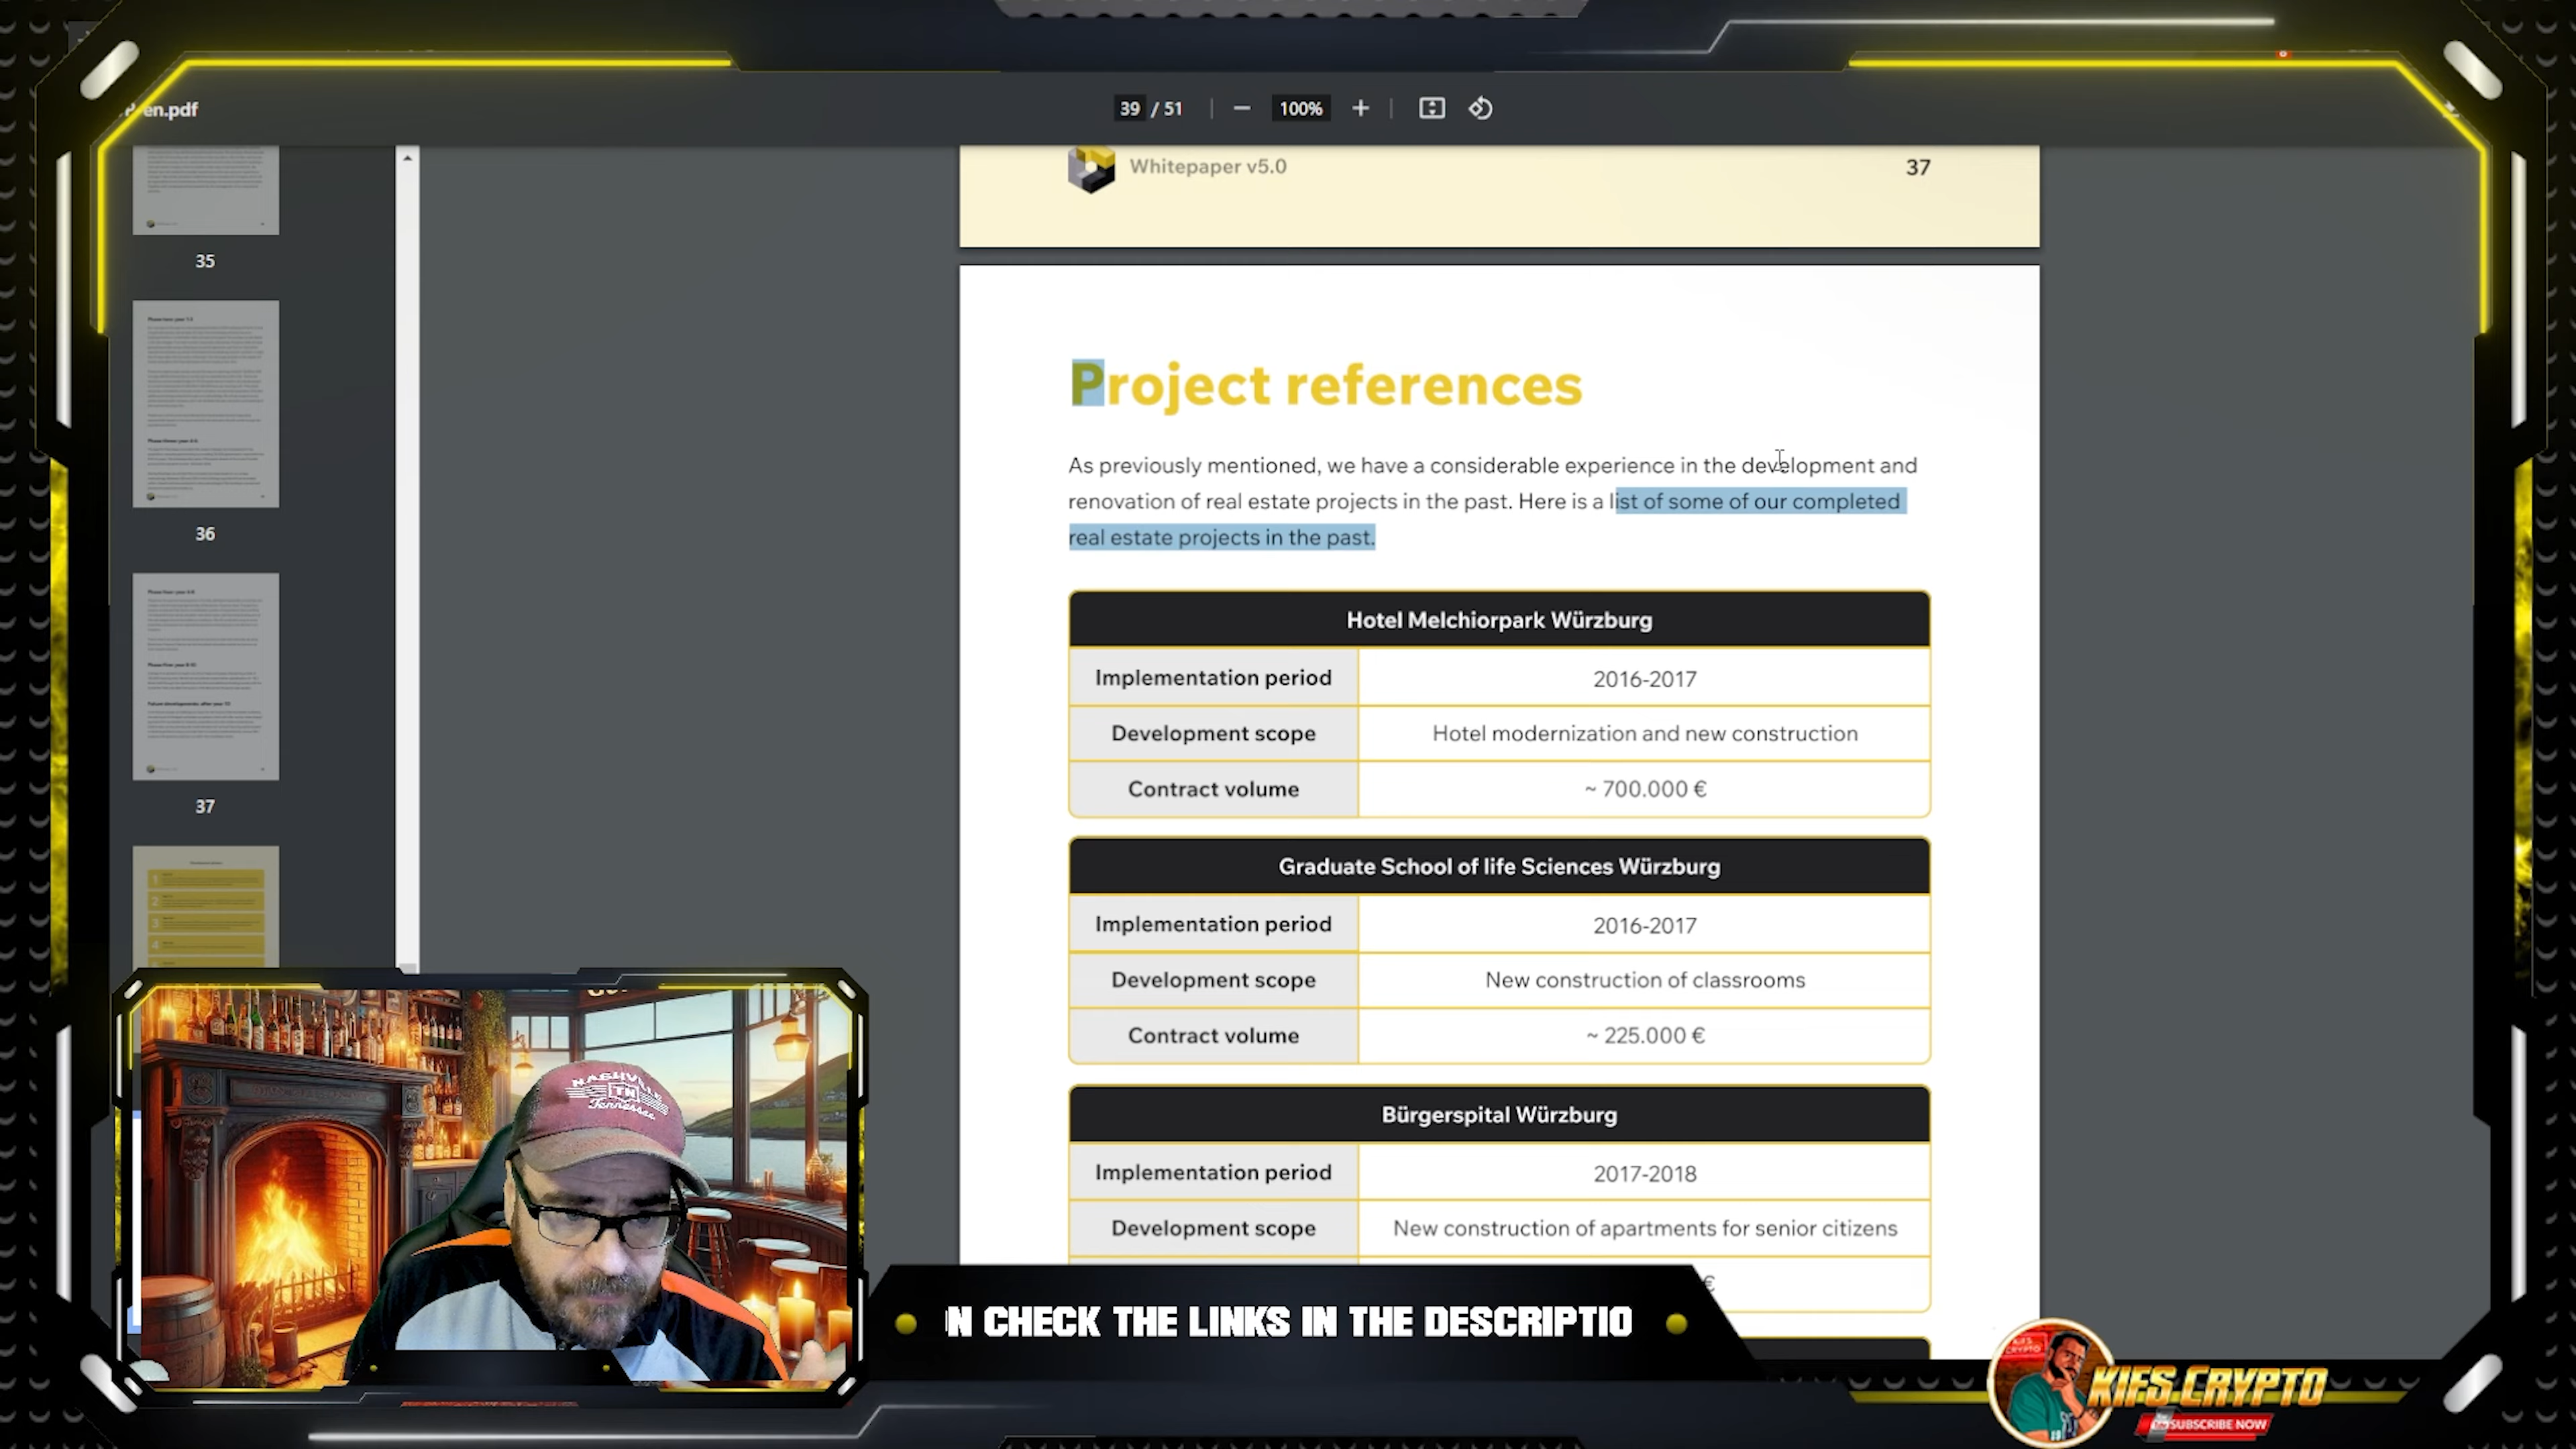 en.pdf
39 / 51
100%
35
36
37
Whitepaper v5.0
37
Project references
As previously mentioned, we have a considerable experience in the development and
renovation of real estate projects in the past. Here is a list of some of our completed
real estate projects in the past.
Hotel Melchiorpark Würzburg
Implementation period 2016-2017
Development scope Hotel modernization and new construction
Contract volume ~ 700.000 €
Graduate School of life Sciences Würzburg
Implementation period 2016-2017
Development scope New construction of classrooms
Contract volume ~ 225.000 €
Bürgerspital Würzburg
Implementation period 2017-2018
Development scope New construction of apartments for senior citizens
€
NASHVILLE
TN
Tennessee
N CHECK THE LINKS IN THE DESCRIPTIO
KIFS CRYPTO
KIFS.CRYPTO
SUBSCRIBE NOW